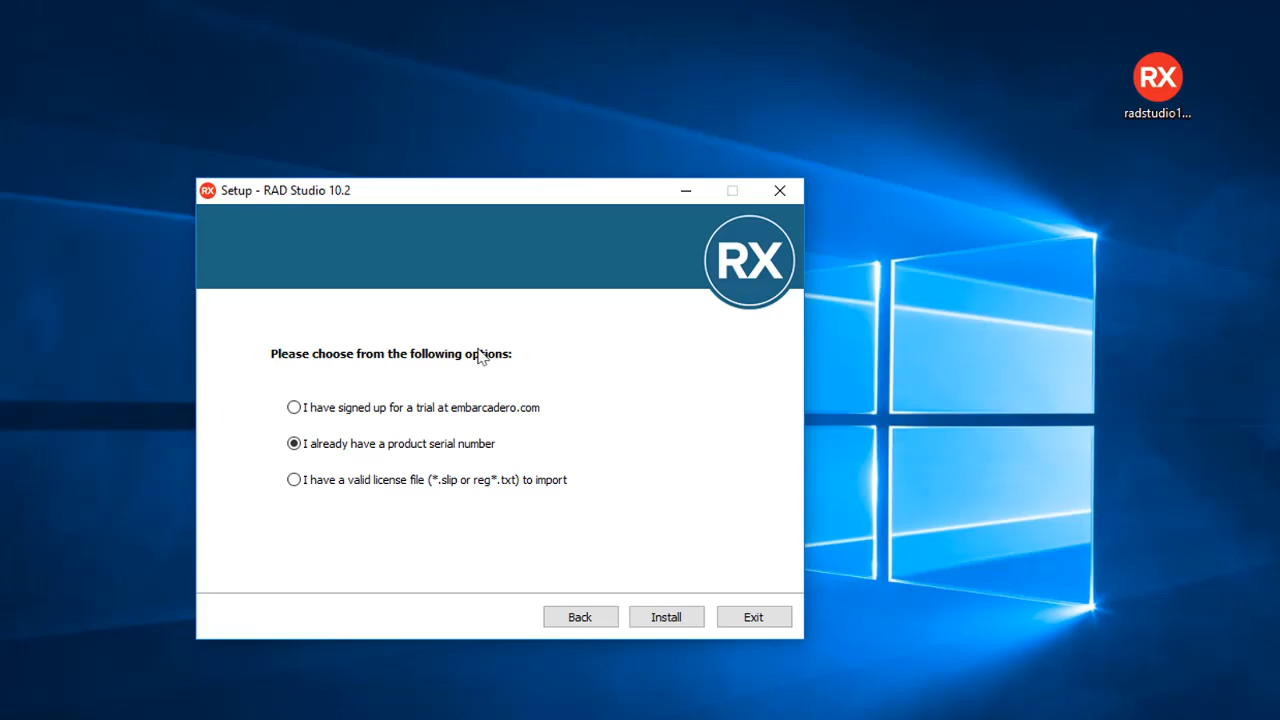 RX
radstudio1...
RX Setup - RAD Studio 10.2
RX
Please choose from the following options:
I have signed up for a trial at embarcadero.com
I already have a product serial number
I have a valid license file (*.slip or reg*.txt) to import
Back Install Exit